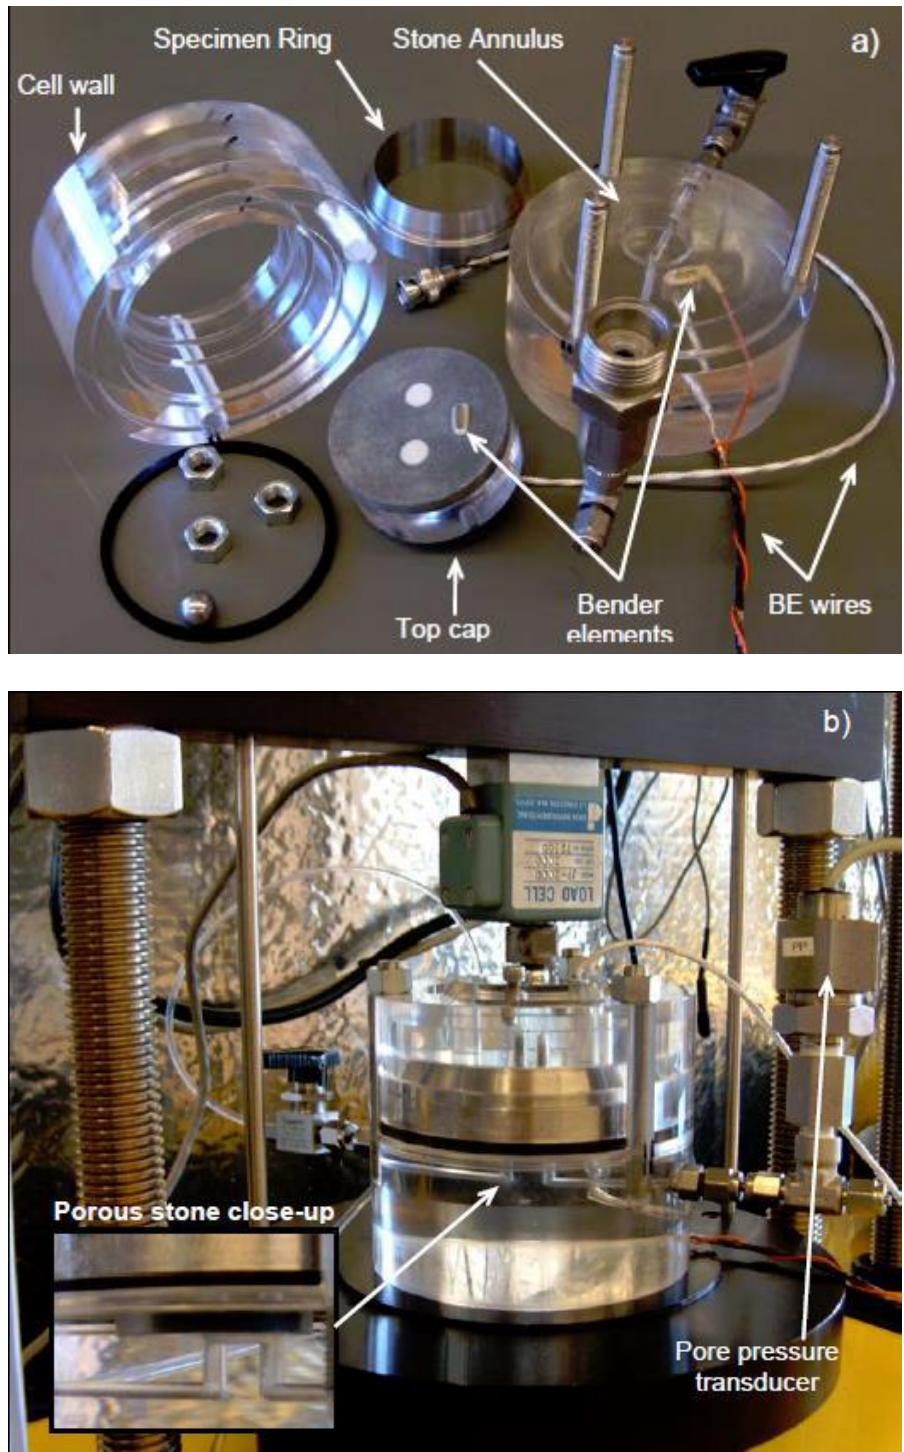 a)
Specimen Ring
Stone Annulus
Cell wall
Top cap
Bender
elements
BE wires
b)
LOAD CELL
PP
Porous stone close-up
Pore pressure
transducer